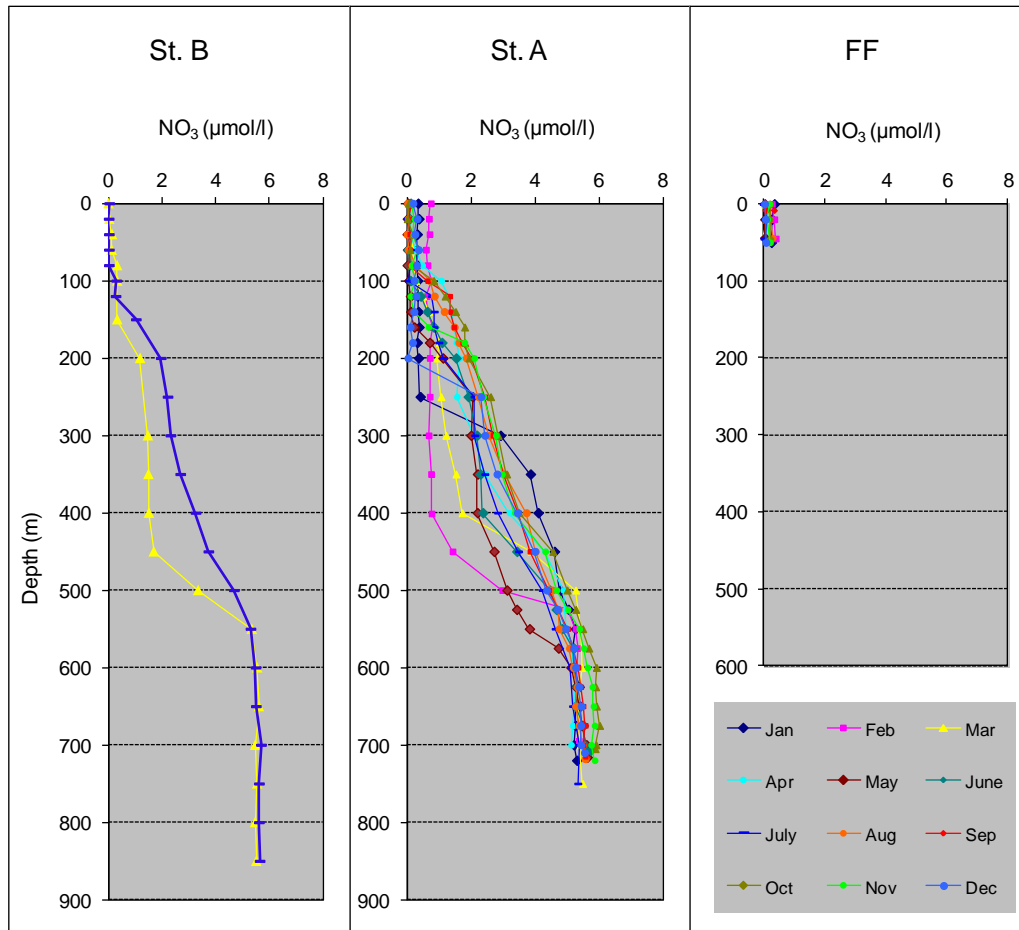 St. B
St. A
FF
NO3 (µmol/l)
NO3 (µmol/l)
NO3 (µmol/l)
0 2 4 6 8
0 2 4 6 8
0 2 4 6 8
Depth (m)
0
100
200
300
400
500
600
700
800
900
0
100
200
300
400
500
600
700
800
900
0
100
200
300
400
500
600
Jan Feb Mar
Apr May June
July Aug Sep
Oct Nov Dec